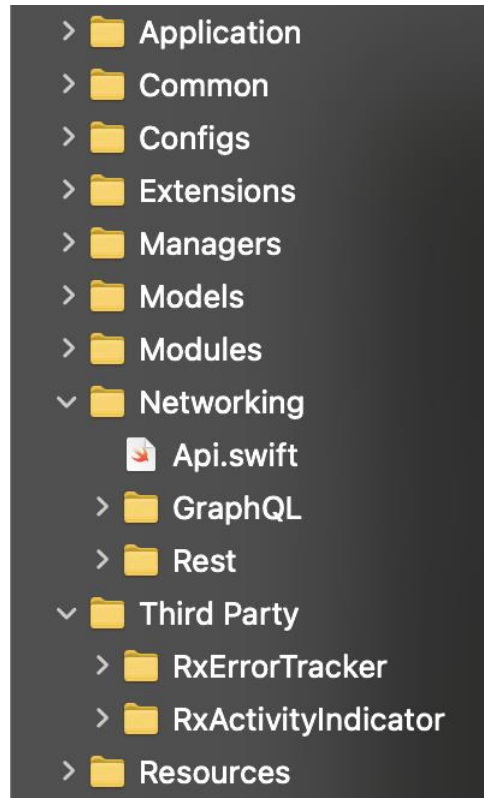 Application
Common
Configs
Extensions
Managers
Models
Modules
Networking
Api.swift
GraphQL
Rest
Third Party
RxErrorTracker
RxActivityIndicator
Resources